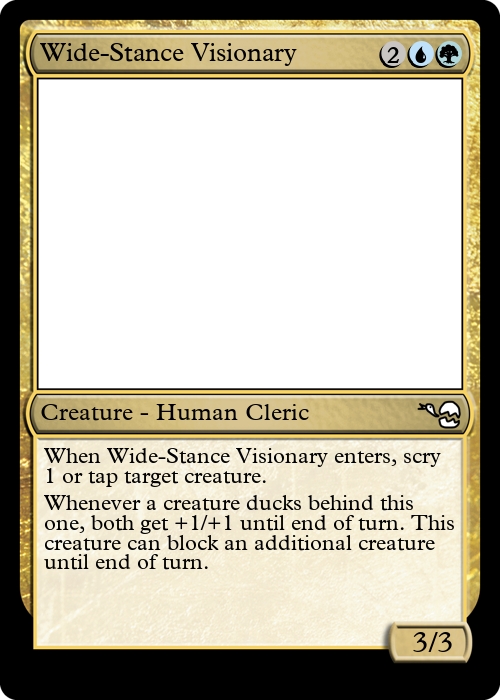 Wide-Stance Visionary 2
Creature - Human Cleric
When Wide-Stance Visionary enters, scry
1 or tap target creature.
Whenever a creature ducks behind this
one, both get +1/+1 until end of turn. This
creature can block an additional creature
until end of turn.
3/3